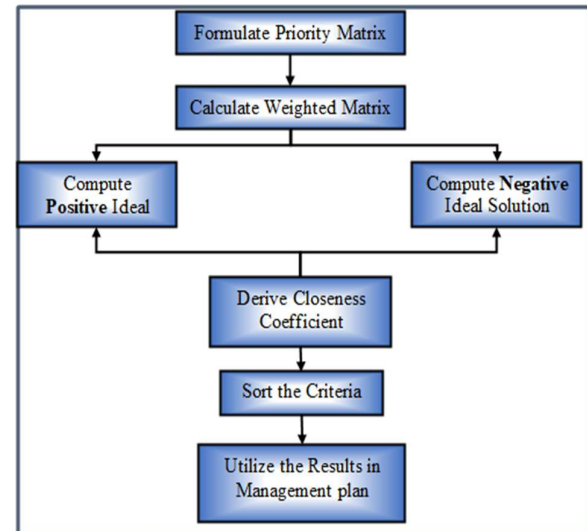 Formulate Priority Matrix
Calculate Weighted Matrix
Compute
Positive Ideal
Compute Negative
Ideal Solution
Derive Closeness
Coefficient
Sort the Criteria
Utilize the Results in
Management plan